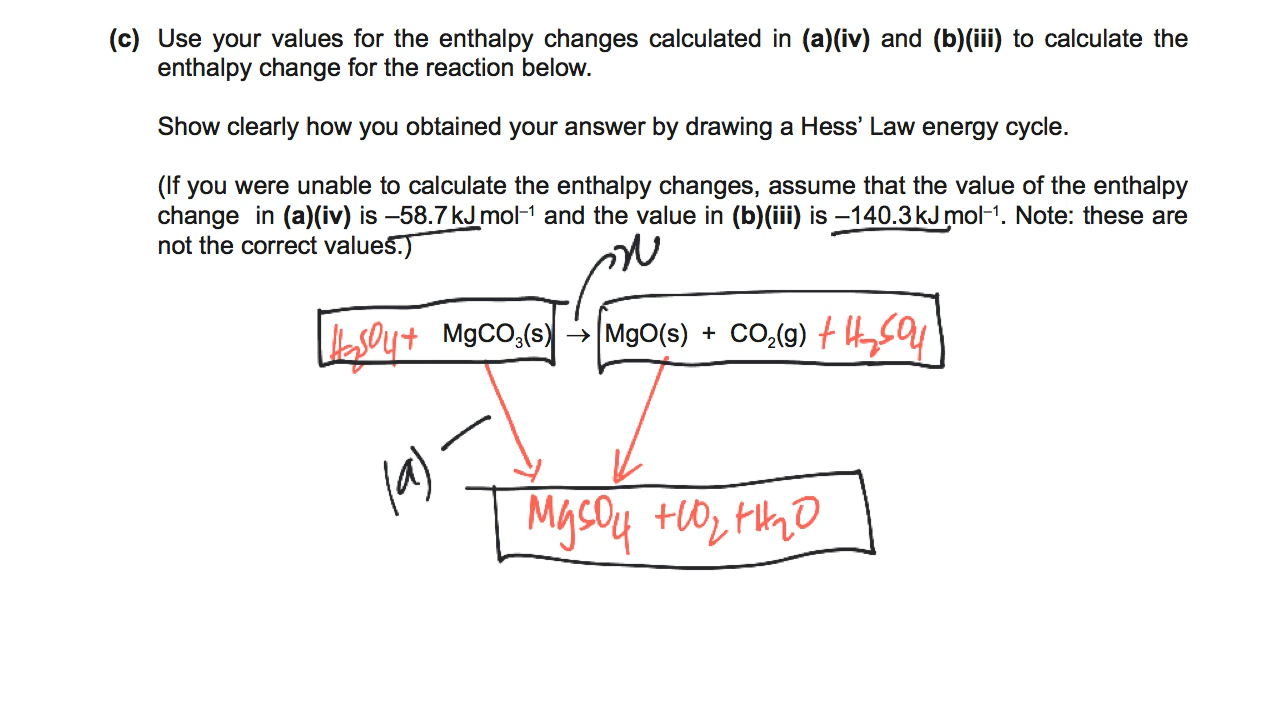 (c) Use your values for the enthalpy changes calculated in (a)(iv) and (b)(iii) to calculate the
enthalpy change for the reaction below.
Show clearly how you obtained your answer by drawing a Hess’ Law energy cycle.
(If you were unable to calculate the enthalpy changes, assume that the value of the enthalpy
change in (a)(iv) is –58.7 kJ mol⁻¹ and the value in (b)(iii) is –140.3 kJ mol⁻¹. Note: these are
not the correct values.)
H₂SO₄ + MgCO₃(s) → MgO(s) + CO₂(g) + H₂SO₄
(a)
MgSO₄ + CO₂ + H₂O